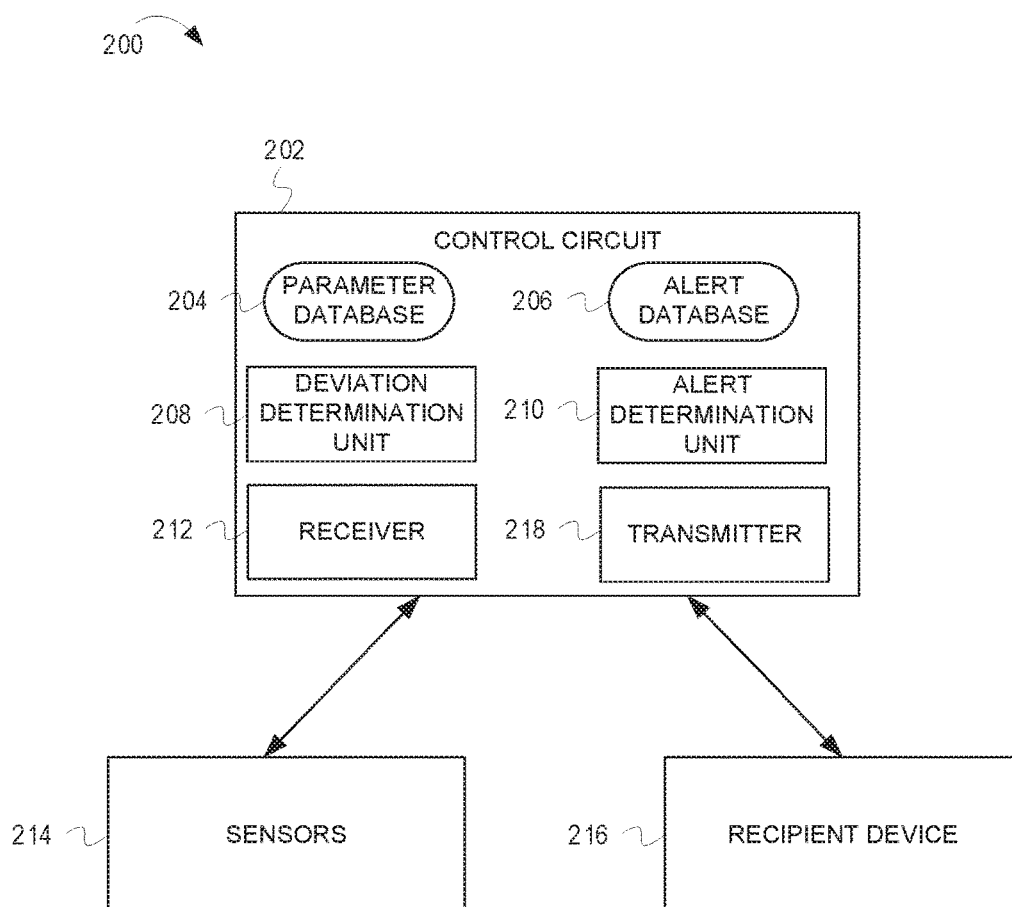 200
202
CONTROL CIRCUIT
204
PARAMETER
DATABASE
206
ALERT
DATABASE
208
DEVIATION
DETERMINATION
UNIT
210
ALERT
DETERMINATION
UNIT
212
RECEIVER
218
TRANSMITTER
214
SENSORS
216
RECIPIENT DEVICE